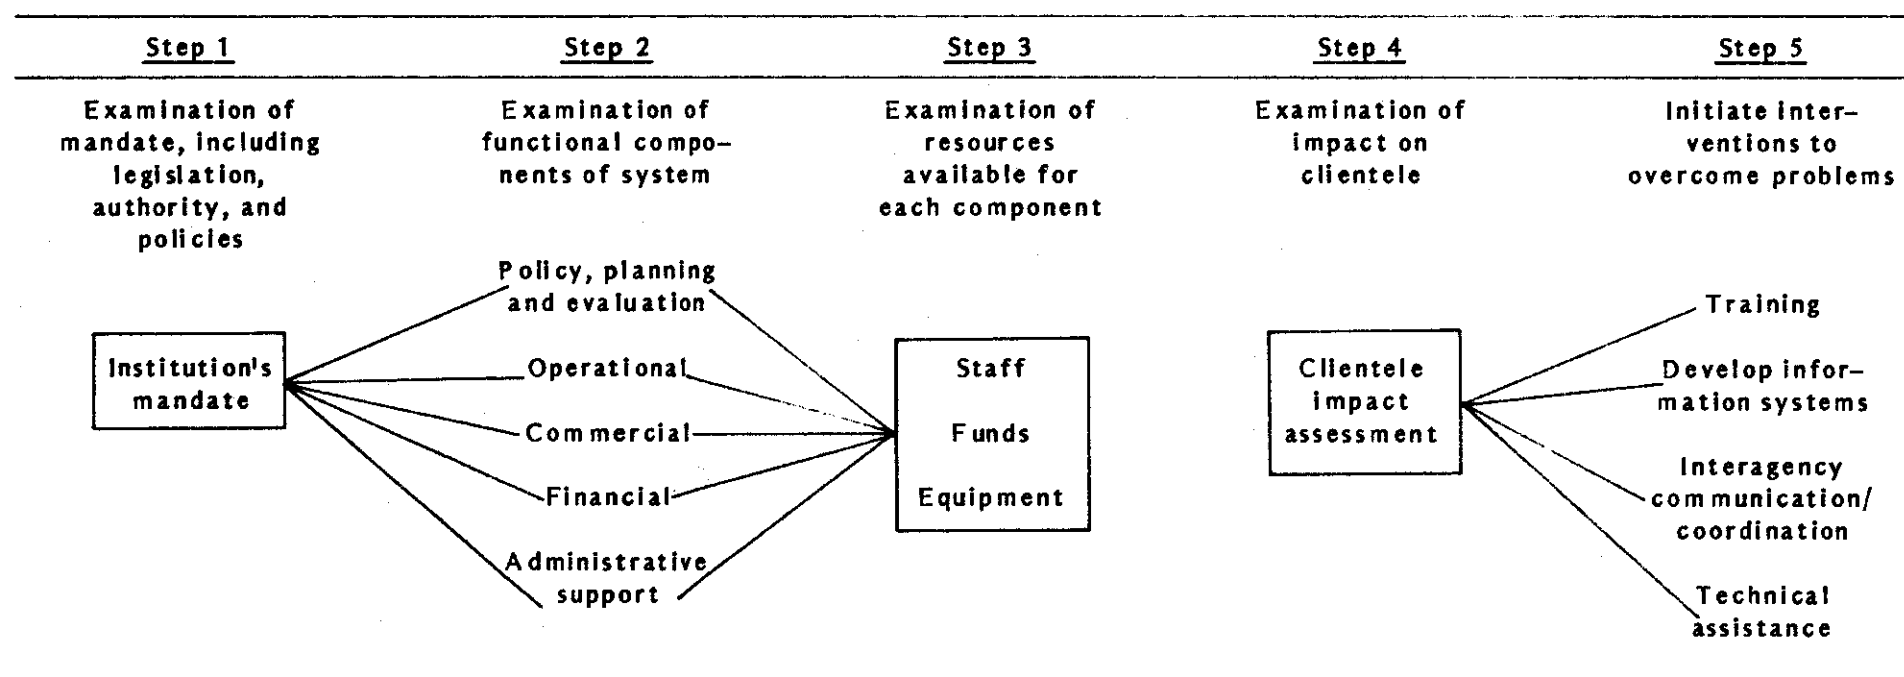 Step 1
Step 2
Step 3
Step 4
Step 5
Examination of
mandate, including
legislation,
authority, and
policies
Examination of
functional compo-
nents of system
Examination of
resources
available for
each component
Examination of
impact on
clientele
Initiate inter-
ventions to
overcome problems
Institution's
mandate
Policy, planning
and evaluation
Operational
Commercial
Financial
Administrative
support
Staff
Funds
Equipment
Clientele
impact
assessment
Training
Develop infor-
mation systems
Interagency
communication/
coordination
Technical
assistance